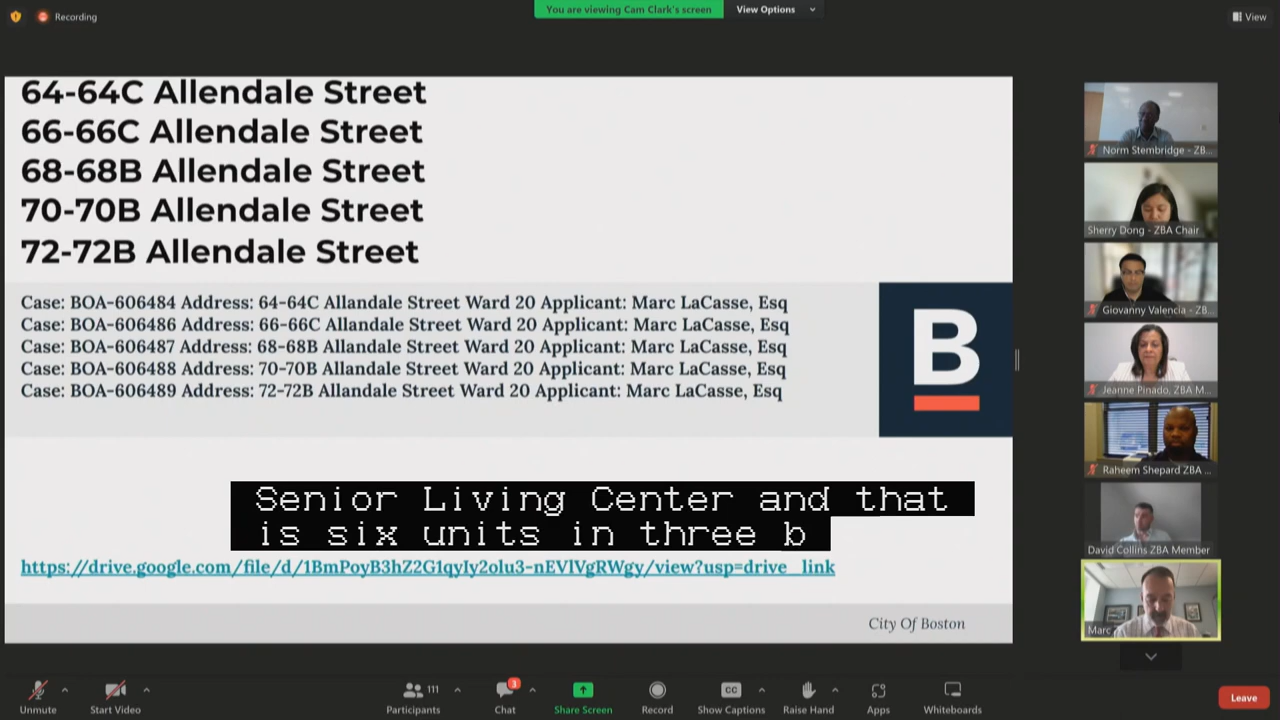 Recording
You are viewing Cam Clark's screen
View Options
View
64-64C Allendale Street
66-66C Allendale Street
68-68B Allendale Street
70-70B Allendale Street
72-72B Allendale Street
Case: BOA-606484 Address: 64-64C Allandale Street Ward 20 Applicant: Marc LaCasse, Esq
Case: BOA-606486 Address: 66-66C Allandale Street Ward 20 Applicant: Marc LaCasse, Esq
Case: BOA-606487 Address: 68-68B Allandale Street Ward 20 Applicant: Marc LaCasse, Esq
Case: BOA-606488 Address: 70-70B Allandale Street Ward 20 Applicant: Marc LaCasse, Esq
Case: BOA-606489 Address: 72-72B Allandale Street Ward 20 Applicant: Marc LaCasse, Esq
B
Senior Living Center and that
is six units in three b
https://drive.google.com/file/d/1BmPoyB3hZ2G1qyIy2olu3-nEVlVgRWgy/view?usp=drive_link
City Of Boston
Norm Stembridge - ZB...
Sherry Dong - ZBA Chair
Giovanny Valencia - ZB...
Jeanne Pinado, ZBA M...
Raheem Shepard ZBA ...
David Collins ZBA Member
Marc
Unmute
Start Video
111
Participants
3
Chat
Share Screen
Record
CC
Show Captions
Raise Hand
Apps
Whiteboards
Leave